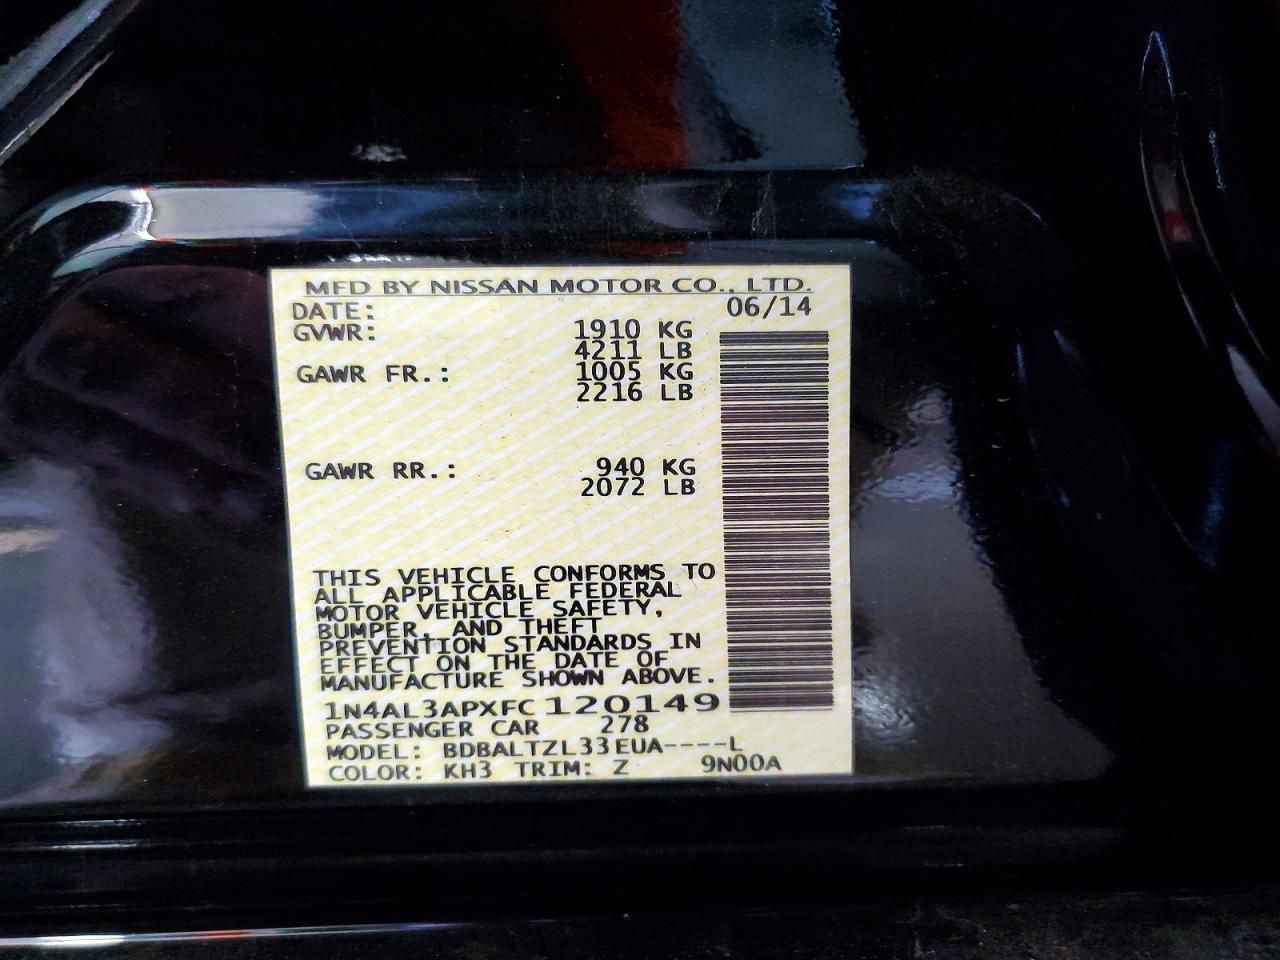 MFD BY NISSAN MOTOR CO., LTD.
DATE: 06/14
GVWR: 1910 KG
4211 LB
GAWR FR.: 1005 KG
2216 LB
GAWR RR.: 940 KG
2072 LB
THIS VEHICLE CONFORMS TO
ALL APPLICABLE FEDERAL
MOTOR VEHICLE SAFETY,
BUMPER, AND THEFT
PREVENTION STANDARDS IN
EFFECT ON THE DATE OF
MANUFACTURE SHOWN ABOVE.
1N4AL3APXFC120149
PASSENGER CAR 278
MODEL: BDBALTZL33EUA----L
COLOR: KH3 TRIM: Z 9N00A